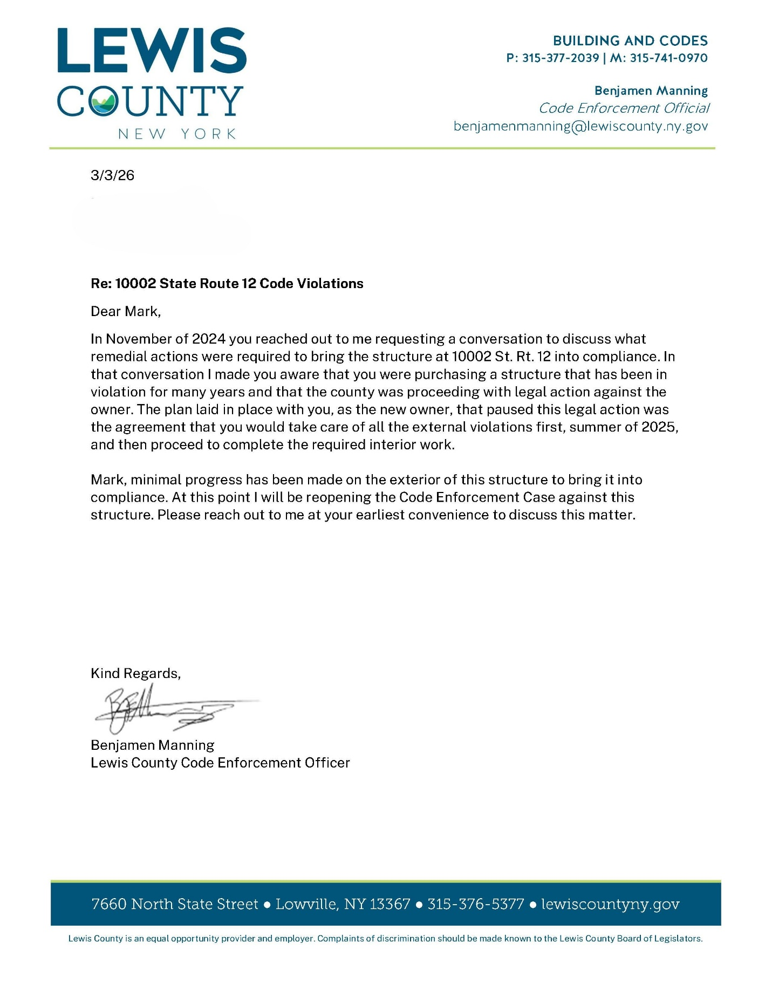 LEWIS
COUNTY
NEW YORK
BUILDING AND CODES
P: 315-377-2039 | M: 315-741-0970
Benjamen Manning
Code Enforcement Official
benjamenmanning@lewiscounty.ny.gov
3/3/26
Re: 10002 State Route 12 Code Violations
Dear Mark,
In November of 2024 you reached out to me requesting a conversation to discuss what
remedial actions were required to bring the structure at 10002 St. Rt. 12 into compliance. In
that conversation I made you aware that you were purchasing a structure that has been in
violation for many years and that the county was proceeding with legal action against the
owner. The plan laid in place with you, as the new owner, that paused this legal action was
the agreement that you would take care of all the external violations first, summer of 2025,
and then proceed to complete the required interior work.
Mark, minimal progress has been made on the exterior of this structure to bring it into
compliance. At this point I will be reopening the Code Enforcement Case against this
structure. Please reach out to me at your earliest convenience to discuss this matter.
Kind Regards,
Benjamen Manning
Lewis County Code Enforcement Officer
7660 North State Street ● Lowville, NY 13367 ● 315-376-5377 ● lewiscountyny.gov
Lewis County is an equal opportunity provider and employer. Complaints of discrimination should be made known to the Lewis County Board of Legislators.